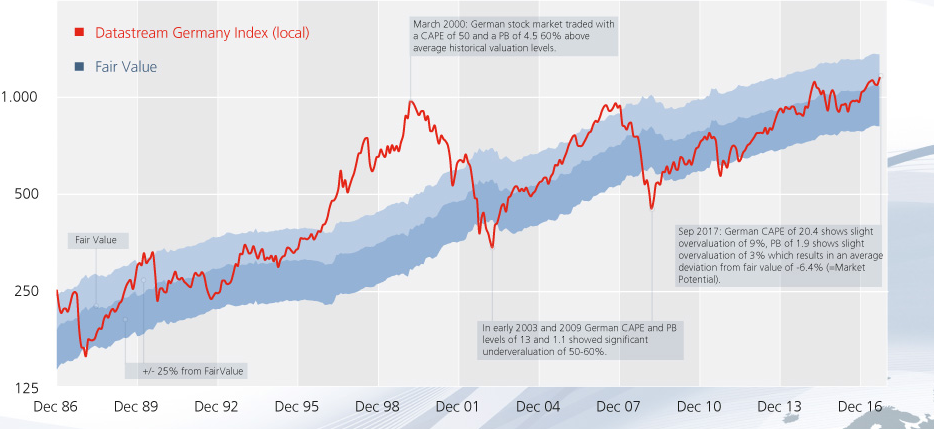 Datastream Germany Index (local)
Fair Value
March 2000: German stock market traded with
a CAPE of 50 and a PB of 4.5 60% above
average historical valuation levels.
1.000
500
250
125
Fair Value
+/- 25% from FairValue
In early 2003 and 2009 German CAPE and PB
levels of 13 and 1.1 showed significant
underveraluation of 50-60%.
Sep 2017: German CAPE of 20.4 shows slight
overvaluation of 9%, PB of 1.9 shows slight
overvaluation of 3% which results in an average
deviation from fair value of -6.4% (=Market
Potential).
Dec 86 Dec 89 Dec 92 Dec 95 Dec 98 Dec 01 Dec 04 Dec 07 Dec 10 Dec 13 Dec 16